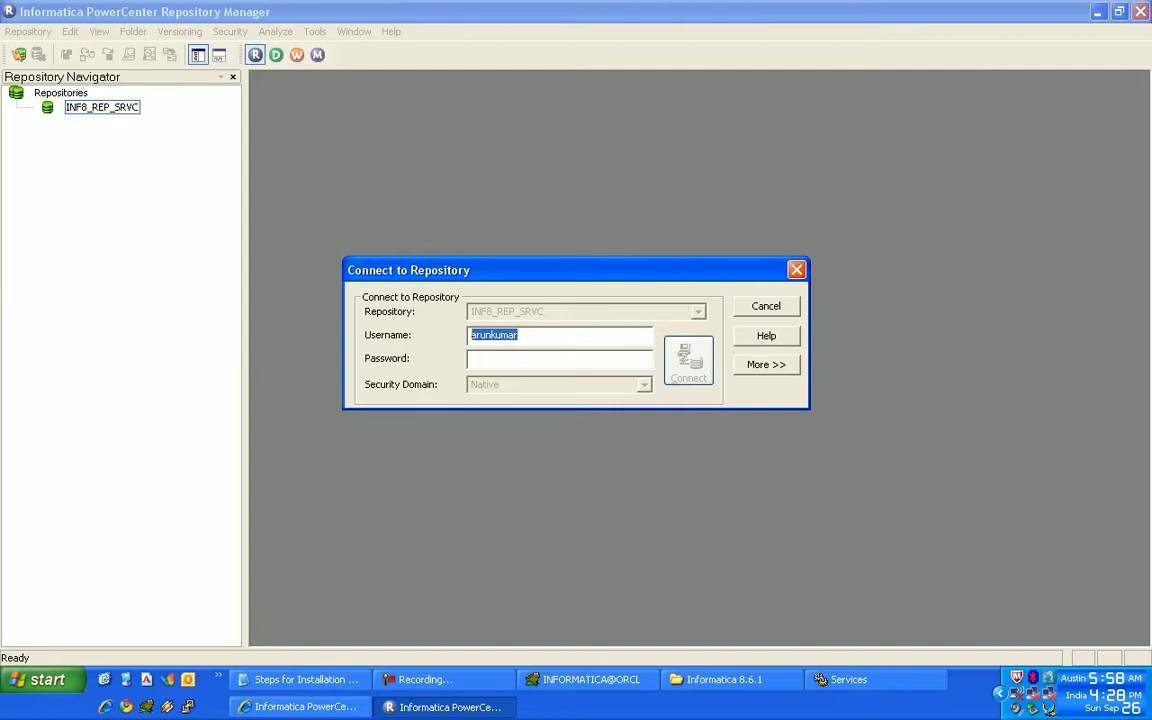 Informatica PowerCenter Repository Manager
Repository Edit View Folder Versioning Security Analyze Tools Window Help
R D W M
Repository Navigator
Repositories
INF8_REP_SRVC
Connect to Repository
Connect to Repository
Repository: INF8_REP_SRVC
Username: arunkumar
Password:
Security Domain: Native
Connect
Cancel
Help
More >>
Ready
start
Steps for Installation ...
Recording...
INFORMATICA@ORCL
Informatica 8.6.1
Services
Informatica PowerCe...
Informatica PowerCe...
Austin 5:58 AM
India 4:28 PM
Sun Sep 26